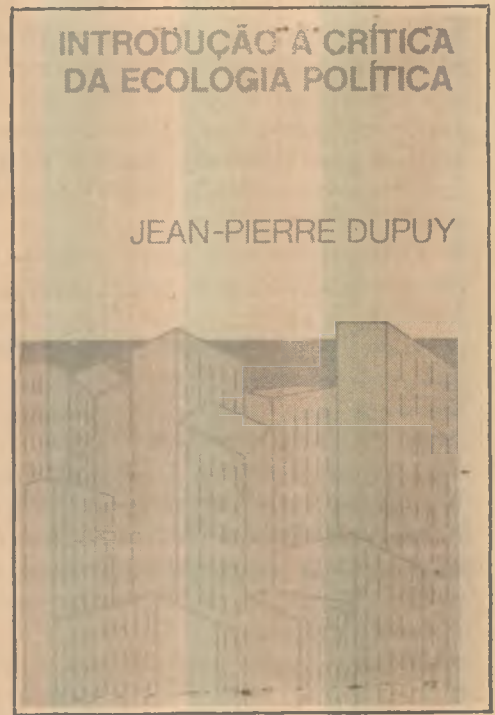 INTRODUÇÃO À CRÍTICA
DA ECOLOGIA POLÍTICA
JEAN-PIERRE DUPUY